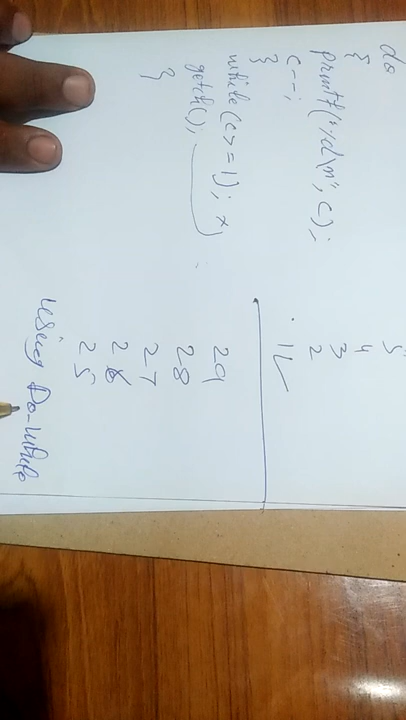 do
{
printf("%d\n", c);
c--;
}
while(c>=1); x
getch();
}
5
4
3
2
1
29
28
27
26
25
using Do-while